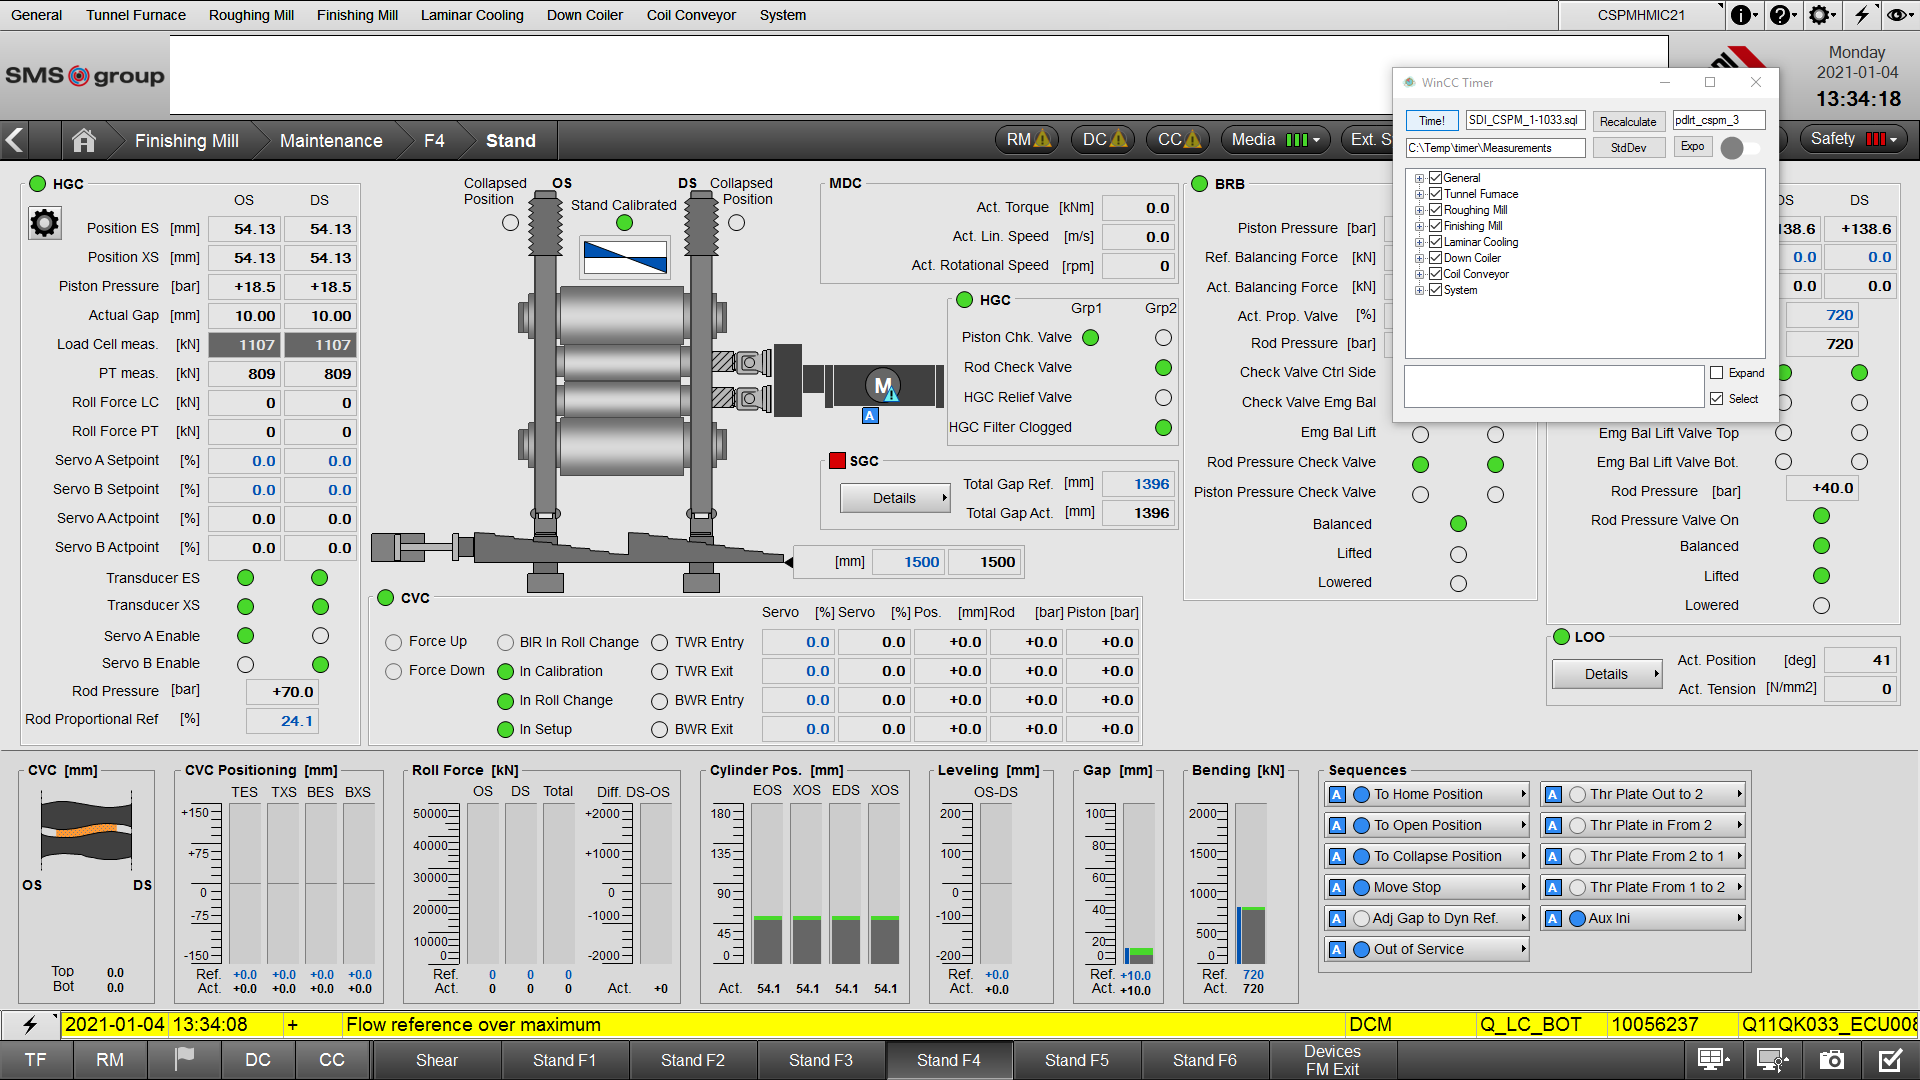 General Tunnel Furnace Roughing Mill Finishing Mill Laminar Cooling Down Coiler Coil Conveyor System CSPMHMIC21
SMS group
Monday
2021-01-04
13:34:18
Finishing Mill Maintenance F4 Stand RM DC CC Media Ext. S Safety
WinCC Timer
Time! SDI_CSPM_1-1033.sql Recalculate pdlrt_cspm_3
C:\Temp\timer\Measurements StdDev Expo
General
Tunnel Furnace
Roughing Mill
Finishing Mill
Laminar Cooling
Down Coiler
Coil Conveyor
System
Expand
Select
HGC
OS DS
Position ES [mm] 54.13 54.13
Position XS [mm] 54.13 54.13
Piston Pressure [bar] +18.5 +18.5
Actual Gap [mm] 10.00 10.00
Load Cell meas. [kN] 1107 1107
PT meas. [kN] 809 809
Roll Force LC [kN] 0 0
Roll Force PT [kN] 0 0
Servo A Setpoint [%] 0.0 0.0
Servo B Setpoint [%] 0.0 0.0
Servo A Actpoint [%] 0.0 0.0
Servo B Actpoint [%] 0.0 0.0
Transducer ES
Transducer XS
Servo A Enable
Servo B Enable
Rod Pressure [bar] +70.0
Rod Proportional Ref [%] 24.1
Collapsed Position OS
Stand Calibrated
DS Collapsed Position
M
A
[mm] 1500 1500
MDC
Act. Torque [kNm] 0.0
Act. Lin. Speed [m/s] 0.0
Act. Rotational Speed [rpm] 0
HGC
Grp1 Grp2
Piston Chk. Valve
Rod Check Valve
HGC Relief Valve
HGC Filter Clogged
SGC
Details
Total Gap Ref. [mm] 1396
Total Gap Act. [mm] 1396
BRB
Piston Pressure [bar]
Ref. Balancing Force [kN]
Act. Balancing Force [kN]
Act. Prop. Valve [%]
Rod Pressure [bar]
Check Valve Ctrl Side
Check Valve Emg Bal
Emg Bal Lift
Rod Pressure Check Valve
Piston Pressure Check Valve
Balanced
Lifted
Lowered
DS DS
138.6 +138.6
0.0 0.0
0.0 0.0
720
720
Emg Bal Lift Valve Top
Emg Bal Lift Valve Bot.
Rod Pressure [bar] +40.0
Rod Pressure Valve On
Balanced
Lifted
Lowered
LOO
Details
Act. Position [deg] 41
Act. Tension [N/mm2] 0
CVC
Servo [%] Servo [%] Pos. [mm] Rod [bar] Piston [bar]
Force Up BIR In Roll Change TWR Entry 0.0 0.0 +0.0 +0.0 +0.0
Force Down In Calibration TWR Exit 0.0 0.0 +0.0 +0.0 +0.0
In Roll Change BWR Entry 0.0 0.0 +0.0 +0.0 +0.0
In Setup BWR Exit 0.0 0.0 +0.0 +0.0 +0.0
CVC [mm]
OS DS
Top 0.0
Bot 0.0
CVC Positioning [mm]
TES TXS BES BXS
+150
+75
0
-75
-150
Ref. +0.0 +0.0 +0.0 +0.0
Act. +0.0 +0.0 +0.0 +0.0
Roll Force [kN]
OS DS Total Diff. DS-OS
50000 +2000
40000 +1000
30000
20000 0
10000 -1000
0 -2000
Ref. 0 0 0
Act. 0 0 0 Act. +0
Cylinder Pos. [mm]
EOS XOS EDS XOS
180
135
90
45
0
Act. 54.1 54.1 54.1 54.1
Leveling [mm]
OS-DS
200
100
0
-100
-200
Ref. +0.0
Act. +0.0
Gap [mm]
100
80
60
40
20
0
Ref. +10.0
Act. +10.0
Bending [kN]
2000
1500
1000
500
0
Ref. 720
Act. 720
Sequences
A To Home Position A Thr Plate Out to 2
A To Open Position A Thr Plate in From 2
A To Collapse Position A Thr Plate From 2 to 1
A Move Stop A Thr Plate From 1 to 2
A Adj Gap to Dyn Ref. A Aux Ini
A Out of Service
2021-01-04 13:34:08 + Flow reference over maximum DCM Q_LC_BOT 10056237 Q11QK033_ECU008
TF RM DC CC Shear Stand F1 Stand F2 Stand F3 Stand F4 Stand F5 Stand F6 Devices FM Exit